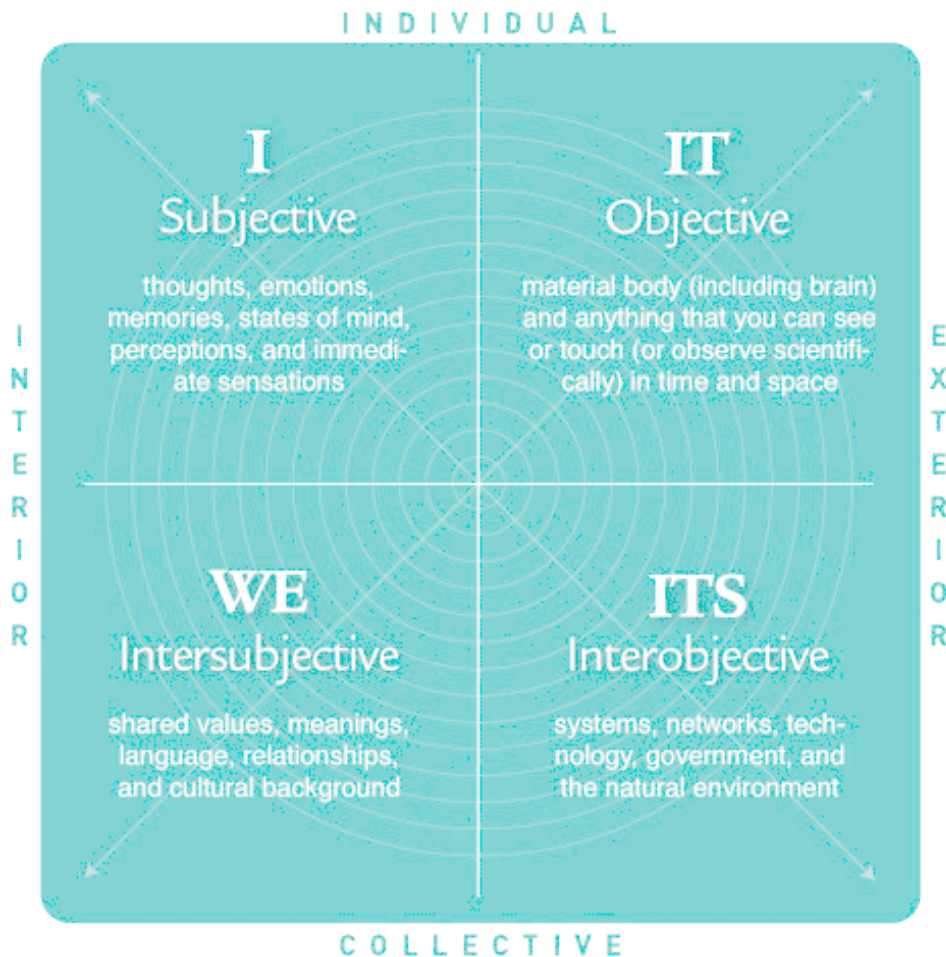 INDIVIDUAL
I
Subjective
thoughts, emotions,
memories, states of mind,
perceptions, and immedi-
ate sensations
IT
Objective
material body (including brain)
and anything that you can see
or touch (or observe scientifi-
cally) in time and space
INTERIOR
EXTERIOR
WE
Intersubjective
shared values, meanings,
language, relationships,
and cultural background
ITS
Interobjective
systems, networks, tech-
nology, government, and
the natural environment
COLLECTIVE